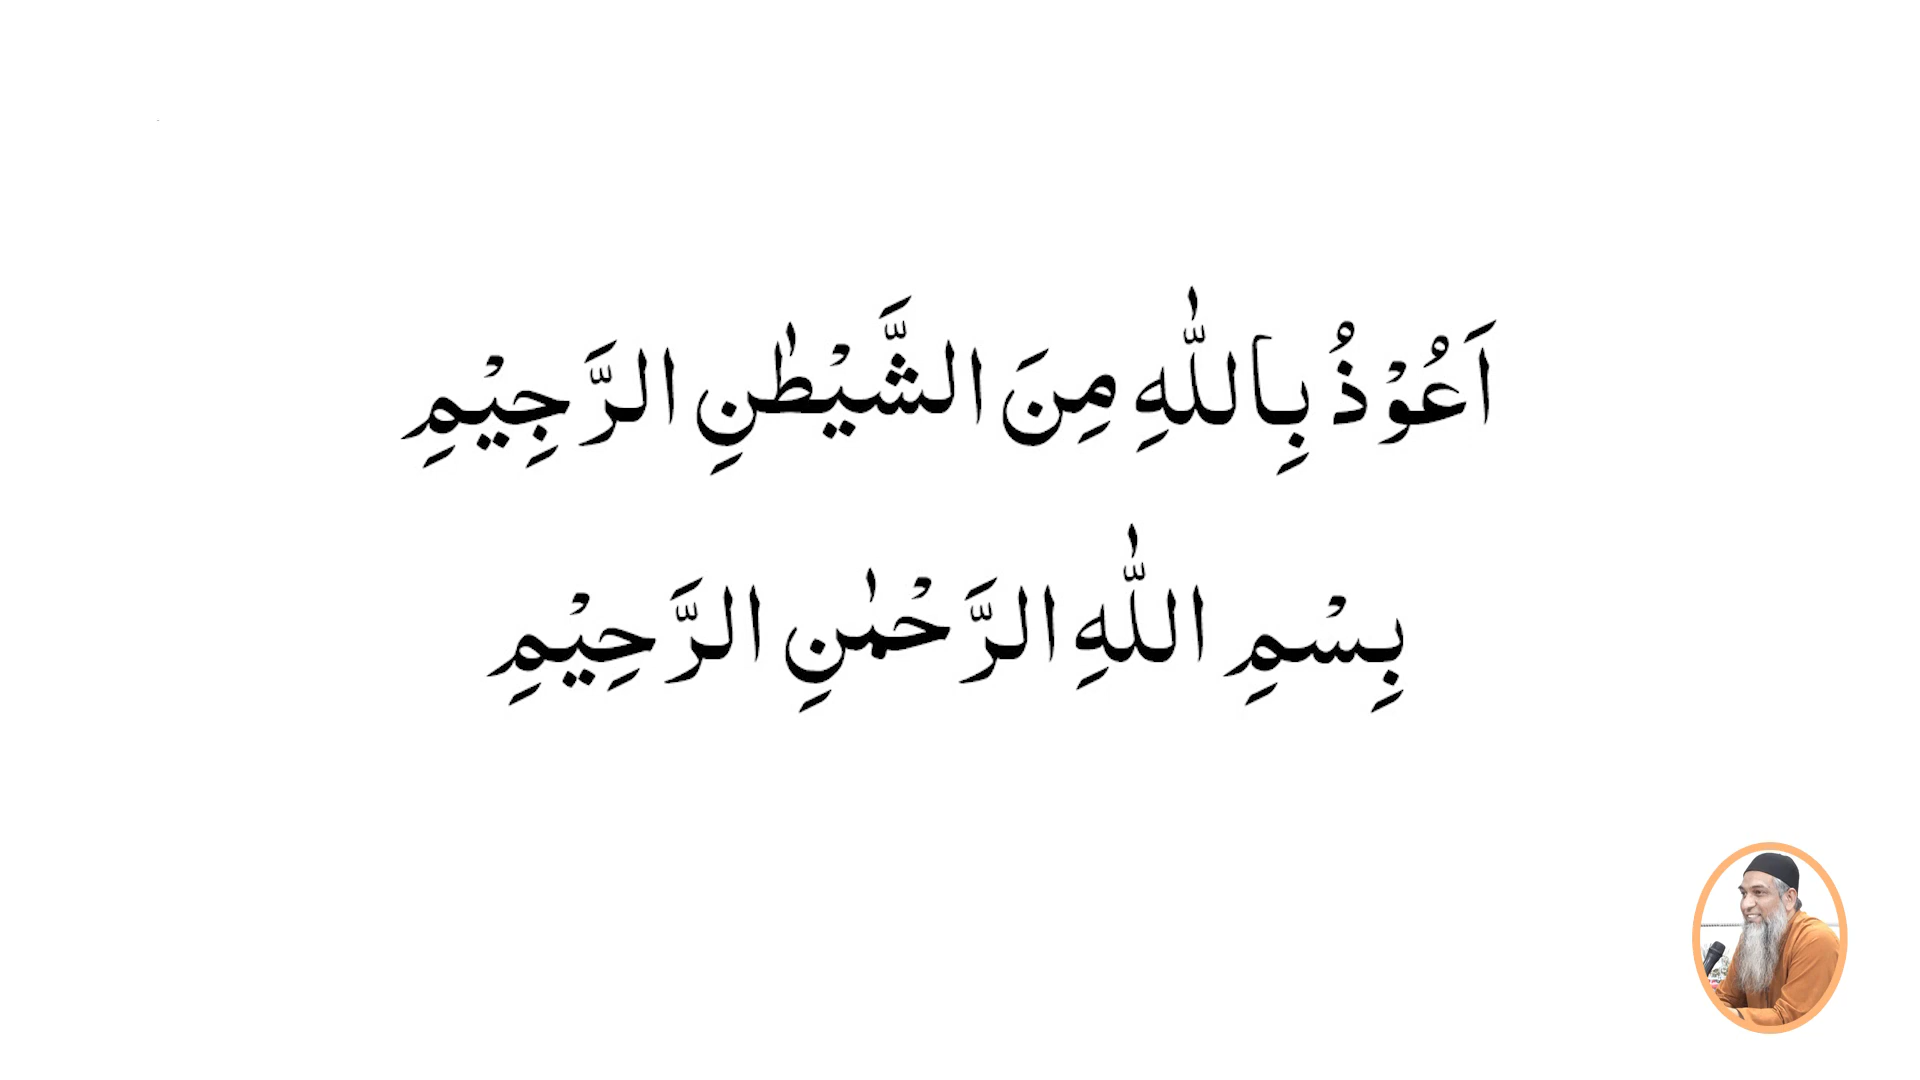 اَعُوْذُ بِاللّٰهِ مِنَ الشَّيْطٰنِ الرَّجِيْمِ
بِسْمِ اللّٰهِ الرَّحْمٰنِ الرَّحِيْمِ